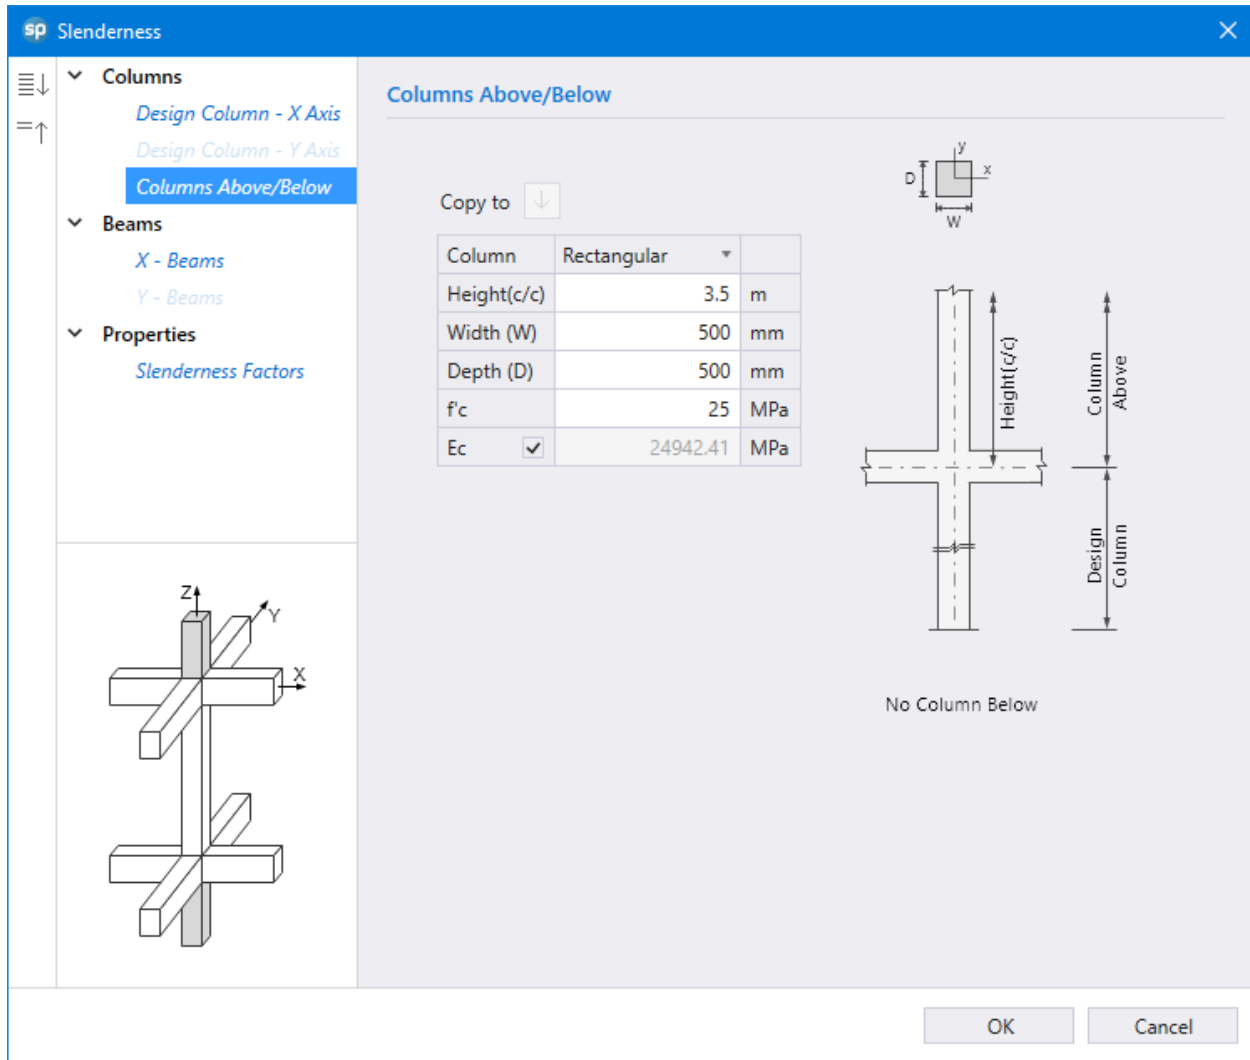 sp Slenderness
Columns
Design Column - X Axis
Design Column - Y Axis
Columns Above/Below
Beams
X - Beams
Y - Beams
Properties
Slenderness Factors
Z
Y
X
Columns Above/Below
Copy to
Column Rectangular
Height(c/c) 3.5 m
Width (W) 500 mm
Depth (D) 500 mm
f'c 25 MPa
Ec 24942.41 MPa
y
x
D
W
Height(c/c)
Column
Above
Design
Column
No Column Below
OK Cancel